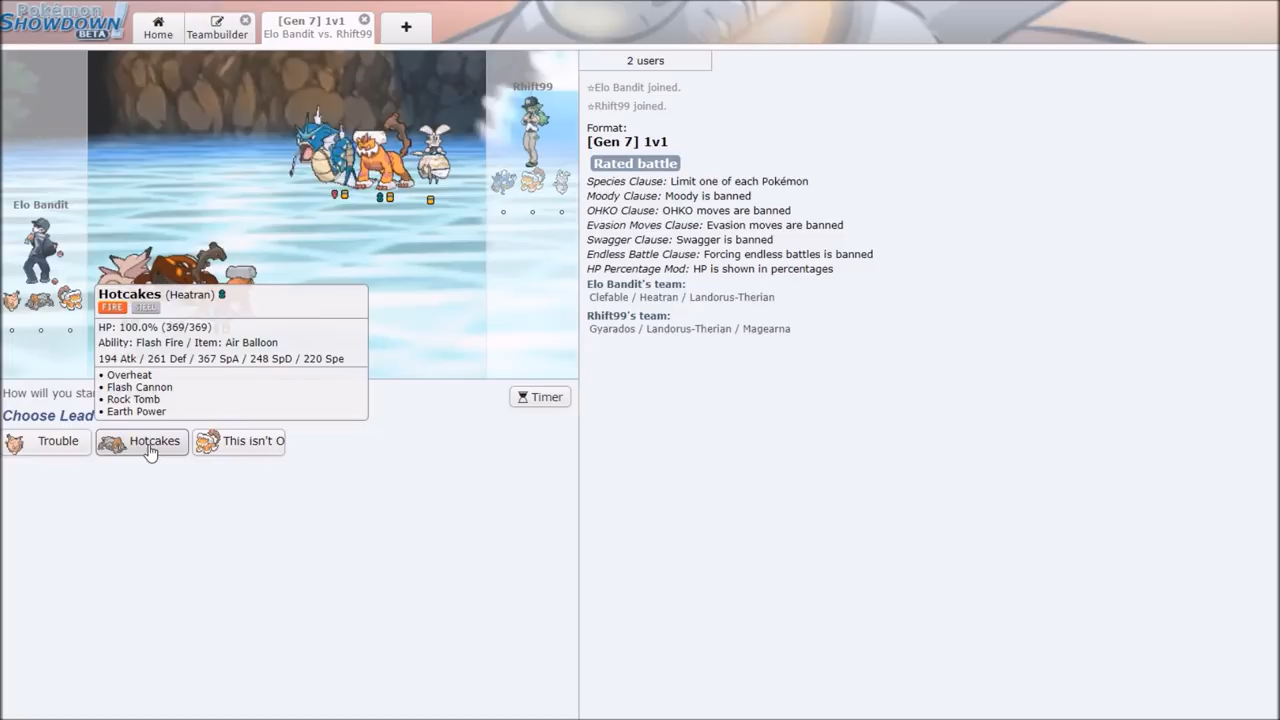 Pokémon
SHOWDOWN!
BETA
Home
Teambuilder
[Gen 7] 1v1
Elo Bandit vs. Rhift99
+
2 users
☆Elo Bandit joined.
☆Rhift99 joined.
Format:
[Gen 7] 1v1
Rated battle
Species Clause: Limit one of each Pokémon
Moody Clause: Moody is banned
OHKO Clause: OHKO moves are banned
Evasion Moves Clause: Evasion moves are banned
Swagger Clause: Swagger is banned
Endless Battle Clause: Forcing endless battles is banned
HP Percentage Mod: HP is shown in percentages
Elo Bandit's team:
Clefable / Heatran / Landorus-Therian
Rhift99's team:
Gyarados / Landorus-Therian / Magearna
Rhift99
Elo Bandit
Hotcakes (Heatran)
FIRE STEEL
HP: 100.0% (369/369)
Ability: Flash Fire / Item: Air Balloon
194 Atk / 261 Def / 367 SpA / 248 SpD / 220 Spe
• Overheat
• Flash Cannon
• Rock Tomb
• Earth Power
How will you star
Timer
Choose Lead
Trouble
Hotcakes
This isn't O